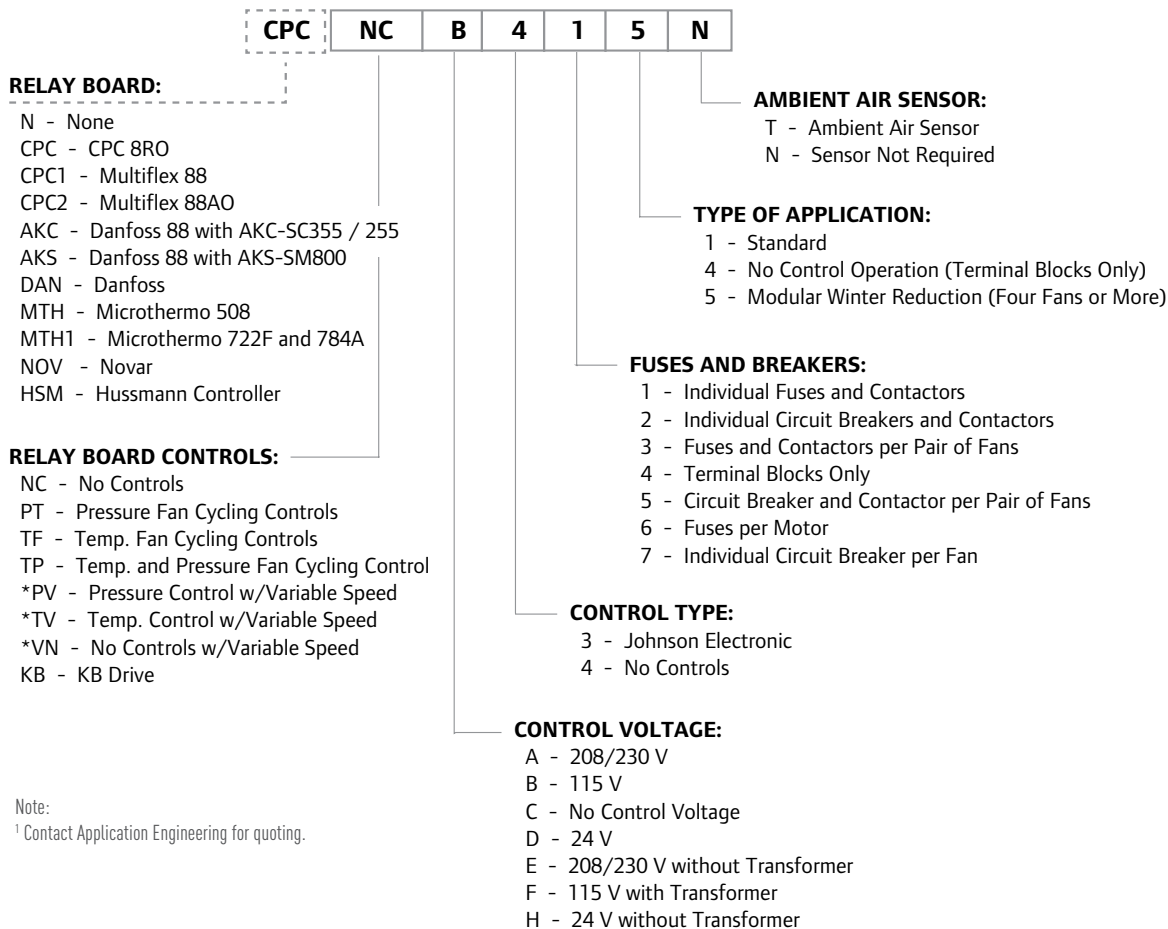 CPC NC B 4 1 5 N
RELAY BOARD:
N - None
CPC - CPC 8RO
CPC1 - Multiflex 88
CPC2 - Multiflex 88AO
AKC - Danfoss 88 with AKC-SC355 / 255
AKS - Danfoss 88 with AKS-SM800
DAN - Danfoss
MTH - Microthermo 508
MTH1 - Microthermo 722F and 784A
NOV - Novar
HSM - Hussmann Controller
RELAY BOARD CONTROLS:
NC - No Controls
PT - Pressure Fan Cycling Controls
TF - Temp. Fan Cycling Controls
TP - Temp. and Pressure Fan Cycling Control
*PV - Pressure Control w/Variable Speed
*TV - Temp. Control w/Variable Speed
*VN - No Controls w/Variable Speed
KB - KB Drive
Note:
1 Contact Application Engineering for quoting.
AMBIENT AIR SENSOR:
T - Ambient Air Sensor
N - Sensor Not Required
TYPE OF APPLICATION:
1 - Standard
4 - No Control Operation (Terminal Blocks Only)
5 - Modular Winter Reduction (Four Fans or More)
FUSES AND BREAKERS:
1 - Individual Fuses and Contactors
2 - Individual Circuit Breakers and Contactors
3 - Fuses and Contactors per Pair of Fans
4 - Terminal Blocks Only
5 - Circuit Breaker and Contactor per Pair of Fans
6 - Fuses per Motor
7 - Individual Circuit Breaker per Fan
CONTROL TYPE:
3 - Johnson Electronic
4 - No Controls
CONTROL VOLTAGE:
A - 208/230 V
B - 115 V
C - No Control Voltage
D - 24 V
E - 208/230 V without Transformer
F - 115 V with Transformer
H - 24 V without Transformer